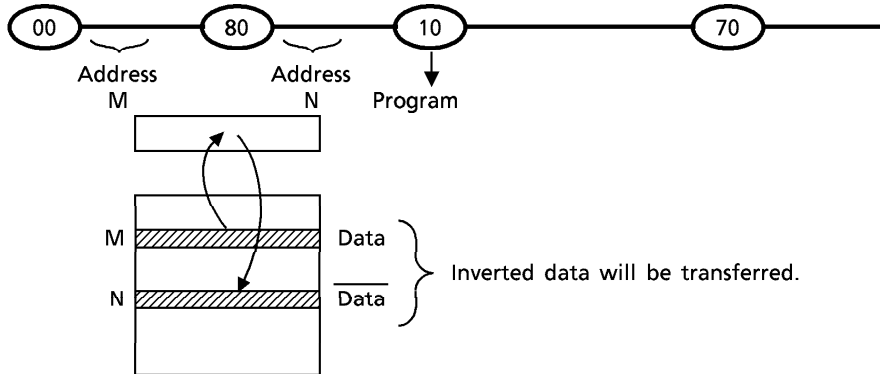 00 80 10 70
Address Address
M N Program
M Data
Inverted data will be transferred.
N Data